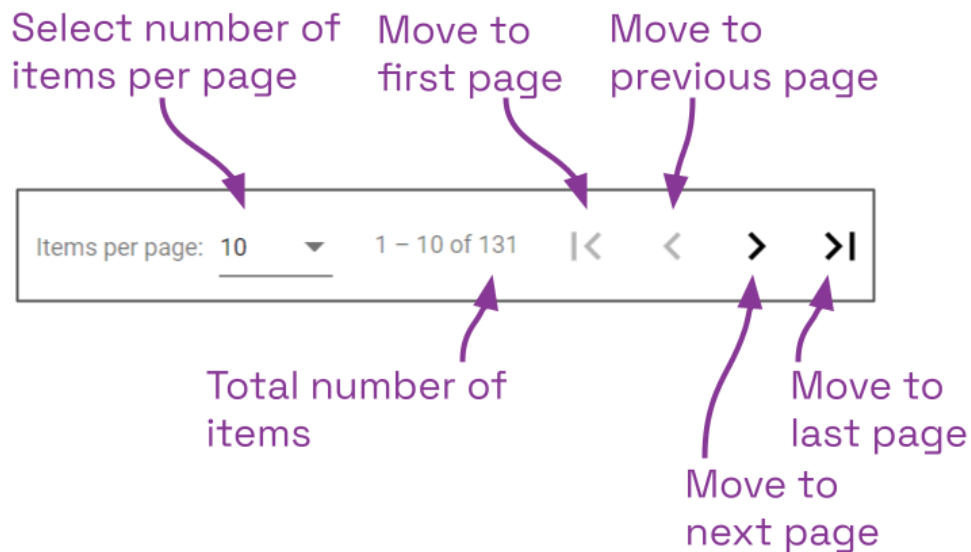 Select number of
items per page
Move to
first page
Move to
previous page
Items per page: 10
1 – 10 of 131
Total number of
items
Move to
last page
Move to
next page